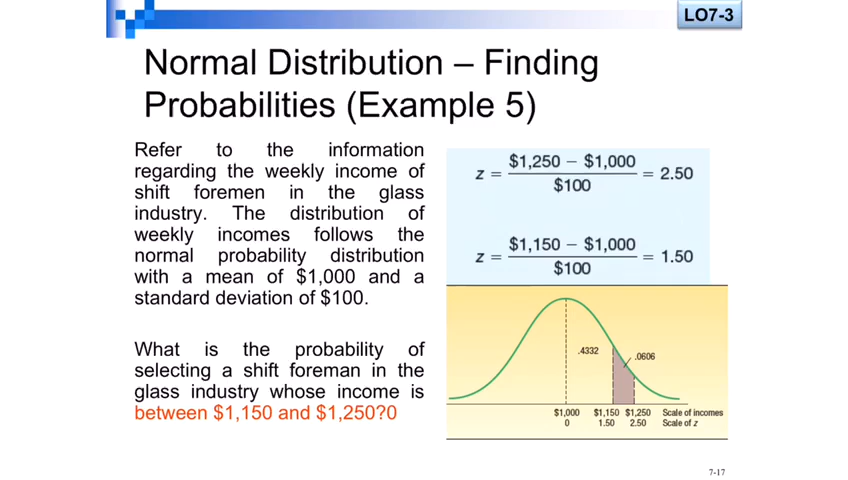 LO7-3
Normal Distribution – Finding
Probabilities (Example 5)
Refer to the information
regarding the weekly income of
shift foremen in the glass
industry. The distribution of
weekly incomes follows the
normal probability distribution
with a mean of $1,000 and a
standard deviation of $100.
What is the probability of
selecting a shift foreman in the
glass industry whose income is
between $1,150 and $1,250?0
z = $1,250 − $1,000 / $100 = 2.50
z = $1,150 − $1,000 / $100 = 1.50
.4332 .0606
$1,000 $1,150 $1,250 Scale of incomes
0 1.50 2.50 Scale of z
7-17